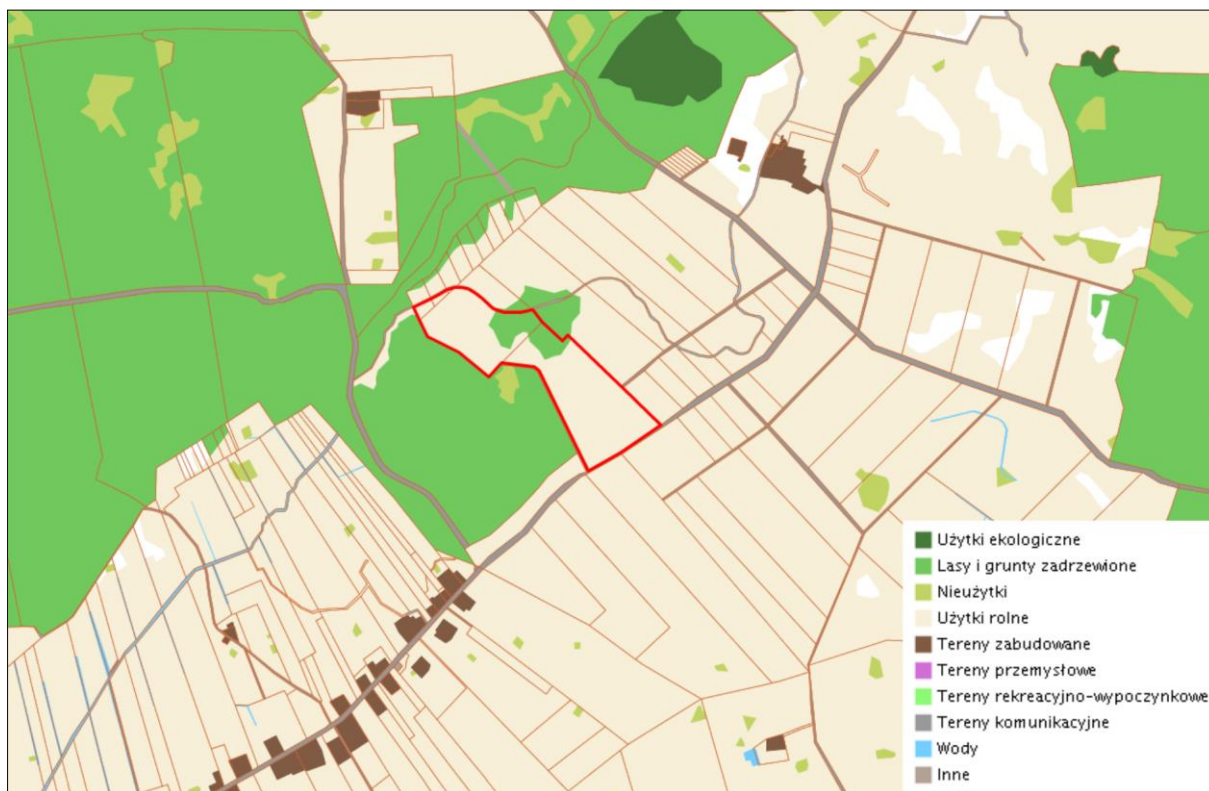 Użytki ekologiczne
Lasy i grunty zadrzewione
Nieużytki
Użytki rolne
Tereny zabudowane
Tereny przemysłowe
Tereny rekreacyjno-wypoczynkowe
Tereny komunikacyjne
Wody
Inne